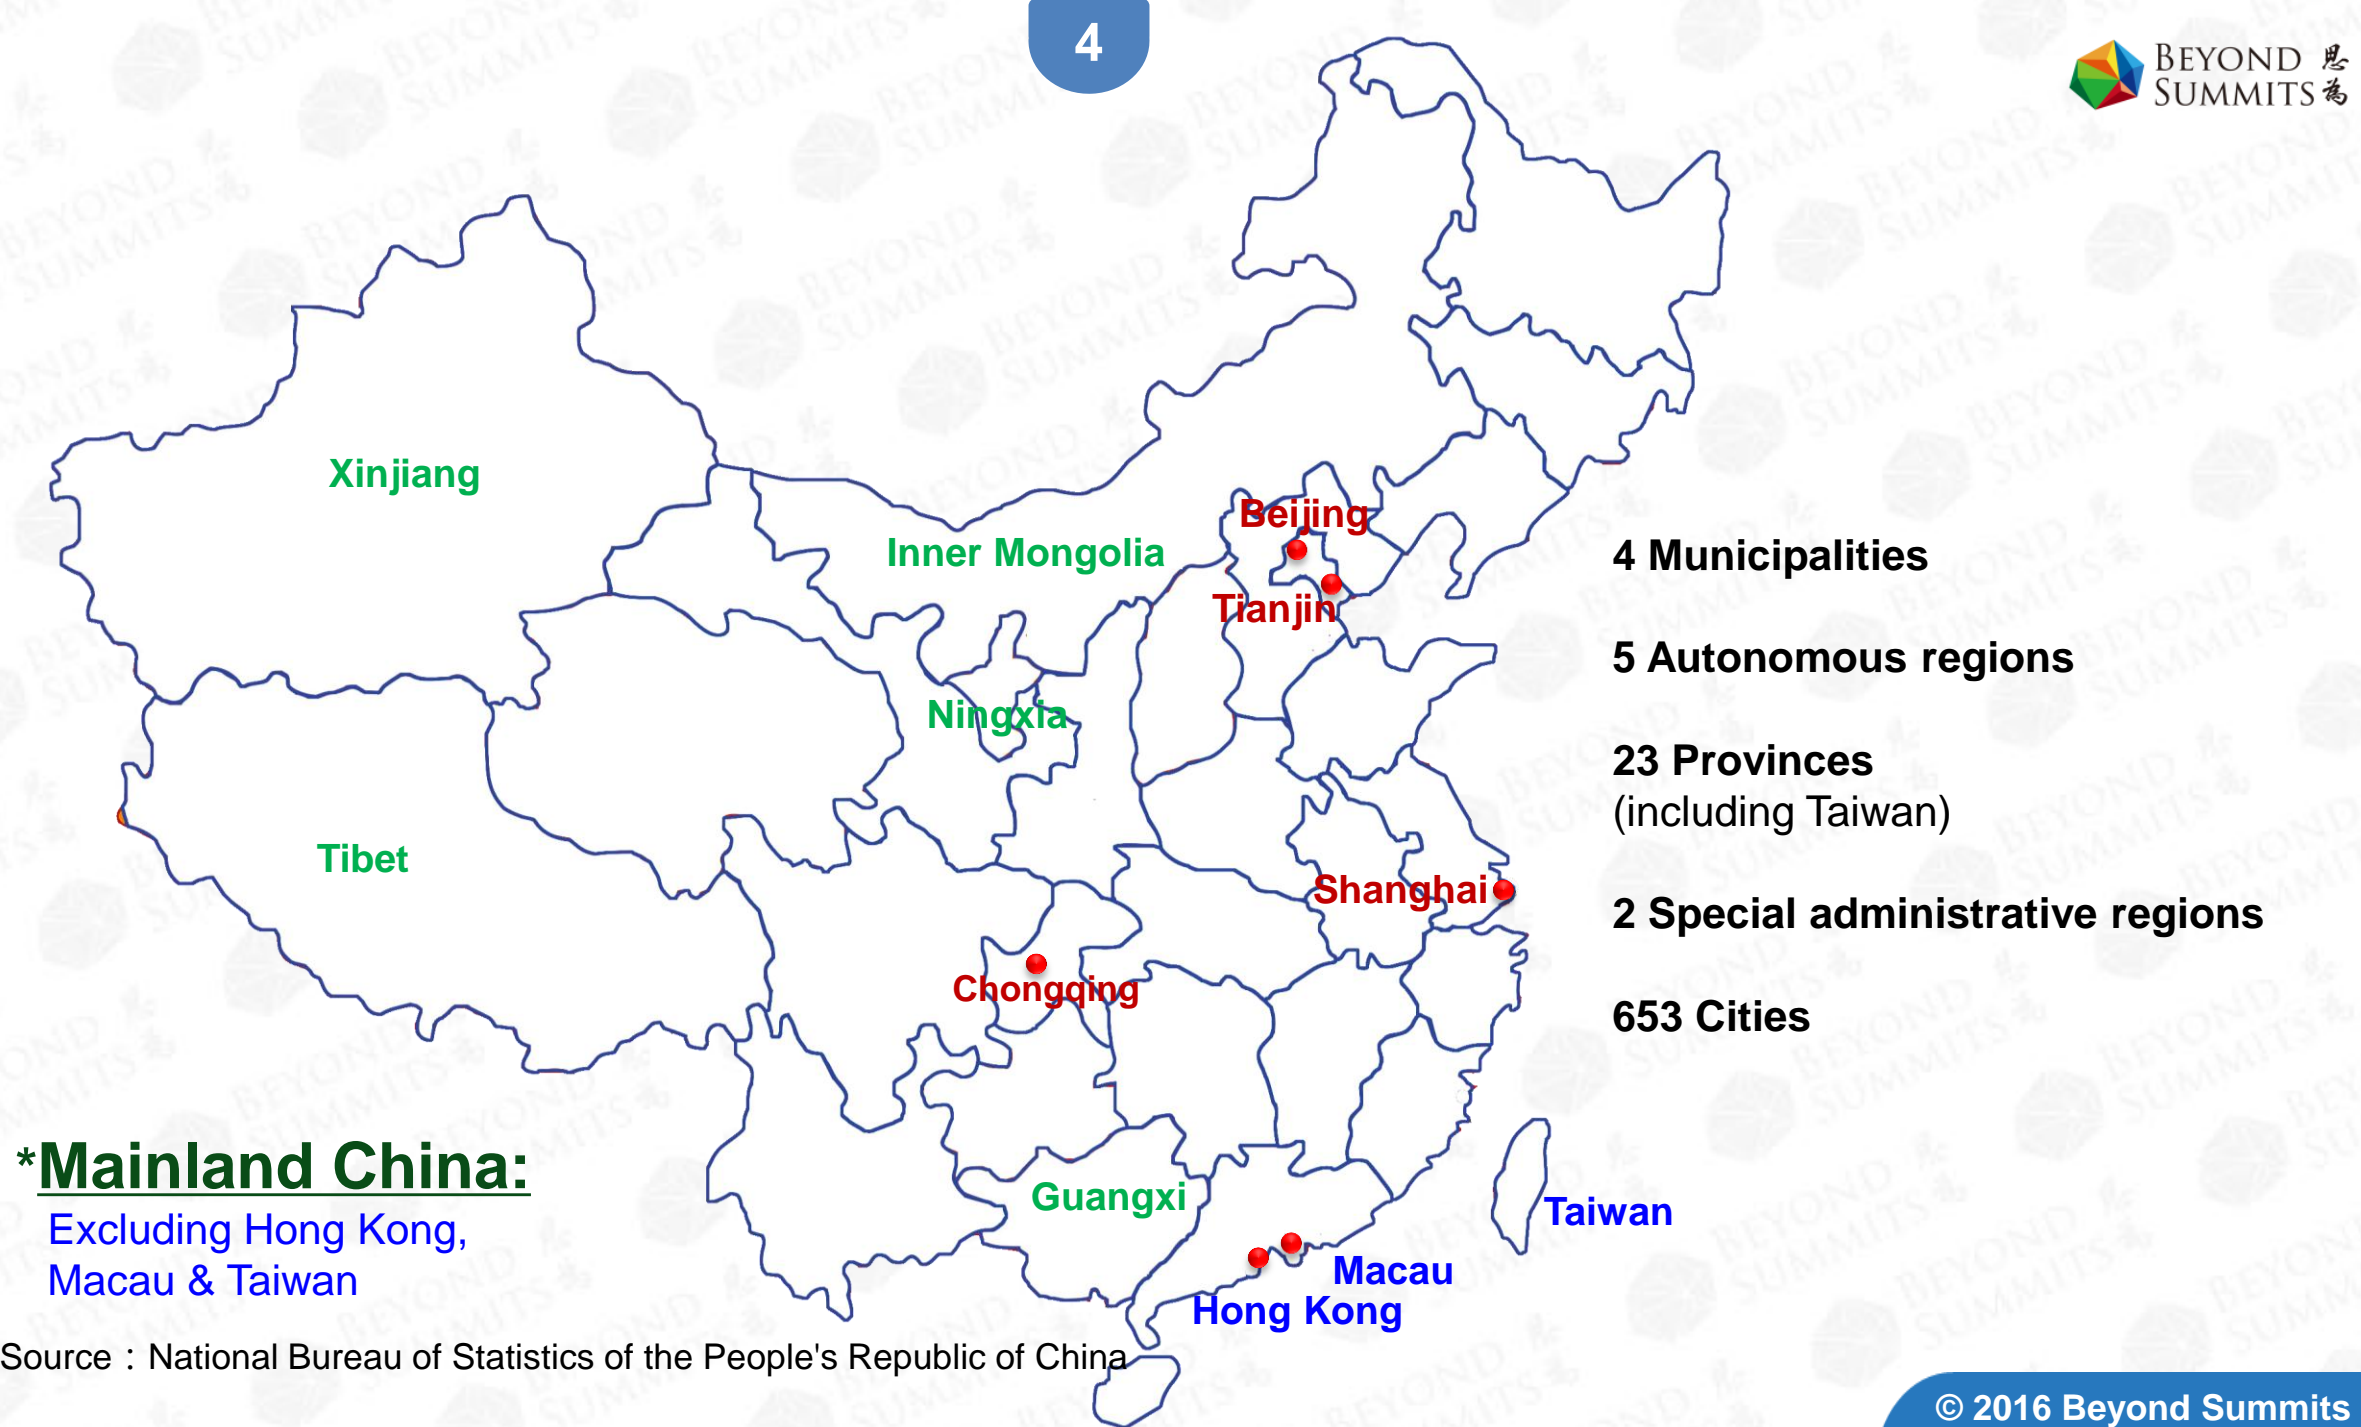 4
BEYOND 思
SUMMITS 為
Xinjiang
Beijing
Inner Mongolia
Tianjin
Ningxia
Tibet
Shanghai
Chongqing
Guangxi
Taiwan
Macau
Hong Kong
4 Municipalities
5 Autonomous regions
23 Provinces
(including Taiwan)
2 Special administrative regions
653 Cities
*Mainland China:
Excluding Hong Kong,
Macau & Taiwan
Source：National Bureau of Statistics of the People's Republic of China
© 2016 Beyond Summits